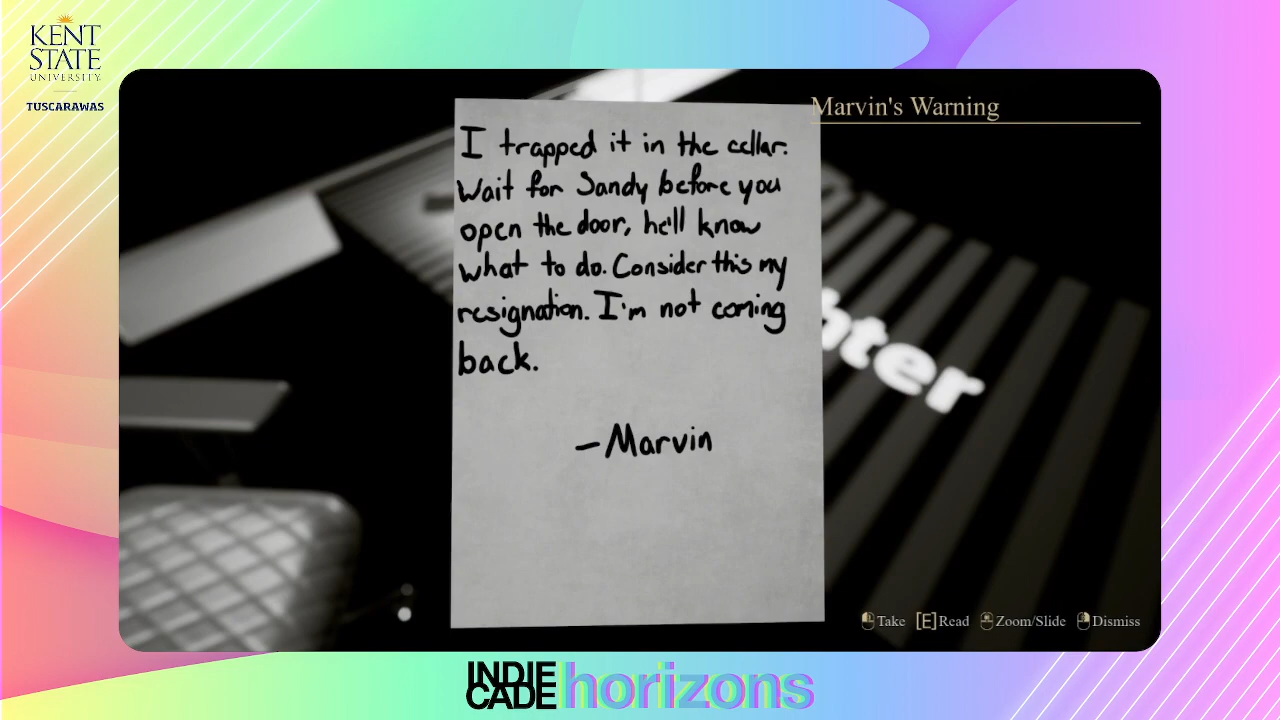 KENT
STATE
UNIVERSITY
TUSCARAWAS
Marvin's Warning
I trapped it in the cellar.
Wait for Sandy before you
open the door, he'll know
what to do. Consider this my
resignation. I'm not coming
back.
-Marvin
Take [E]Read Zoom/Slide Dismiss
INDIE
CADE horizons